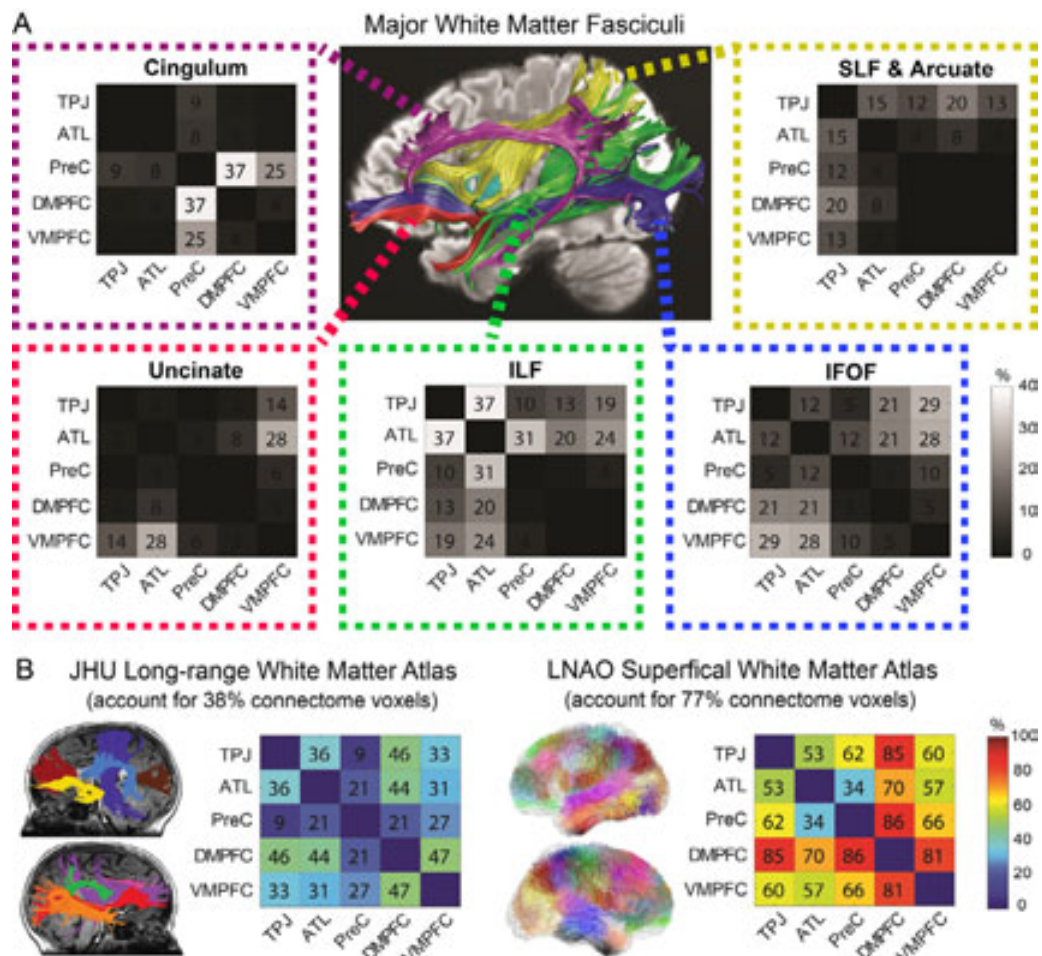 A
Major White Matter Fasciculi
Cingulum
TPJ 9
ATL 8
PreC 9 8 37 25
DMPFC 37
VMPFC 25
TPJ ATL PreC DMPFC VMPFC
SLF & Arcuate
TPJ 15 12 20 13
ATL 15 8
PreC 12
DMPFC 20 8
VMPFC 13
TPJ ATL PreC DMPFC VMPFC
Uncinate
TPJ 14
ATL 8 28
PreC 6
DMPFC 8
VMPFC 14 28 6
TPJ ATL PreC DMPFC VMPFC
ILF
TPJ 37 10 13 19
ATL 37 31 20 24
PreC 10 31
DMPFC 13 20
VMPFC 19 24
TPJ ATL PreC DMPFC VMPFC
IFOF
TPJ 12 5 21 29
ATL 12 12 21 28
PreC 5 12 10
DMPFC 21 21 5
VMPFC 29 28 10 5
TPJ ATL PreC DMPFC VMPFC
%
40
30
20
10
0
B
JHU Long-range White Matter Atlas
(account for 38% connectome voxels)
TPJ 36 9 46 33
ATL 36 21 44 31
PreC 9 21 21 27
DMPFC 46 44 21 47
VMPFC 33 31 27 47
TPJ ATL PreC DMPFC VMPFC
LNAO Superfical White Matter Atlas
(account for 77% connectome voxels)
TPJ 53 62 85 60
ATL 53 34 70 57
PreC 62 34 86 66
DMPFC 85 70 86 81
VMPFC 60 57 66 81
TPJ ATL PreC DMPFC VMPFC
%
100
80
60
40
20
0